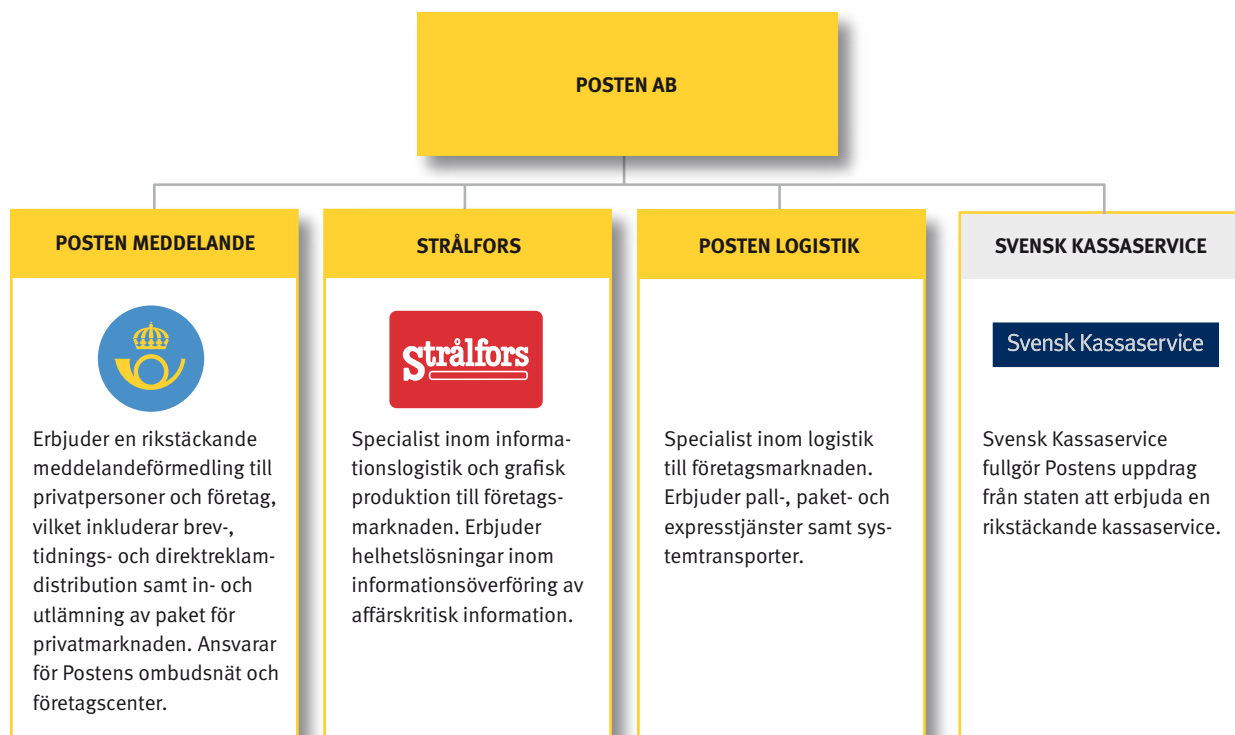 POSTEN AB
POSTEN MEDDELANDE
Erbjuder en rikstäckande
meddelandeförmedling till
privatpersoner och företag,
vilket inkluderar brev-,
tidnings- och direktreklam-
distribution samt in- och
utlämning av paket för
privatmarknaden. Ansvarar
för Postens ombudsnät och
företagscenter.
STRÅLFORS
Strålfors
Specialist inom informa-
tionslogistik och grafisk
produktion till företags-
marknaden. Erbjuder
helhetslösningar inom
informationsöverföring av
affärskritisk information.
POSTEN LOGISTIK
Specialist inom logistik
till företagsmarknaden.
Erbjuder pall-, paket- och
expresstjänster samt sys-
temtransporter.
SVENSK KASSASERVICE
Svensk Kassaservice
Svensk Kassaservice
fullgör Postens uppdrag
från staten att erbjuda en
rikstäckande kassaservice.